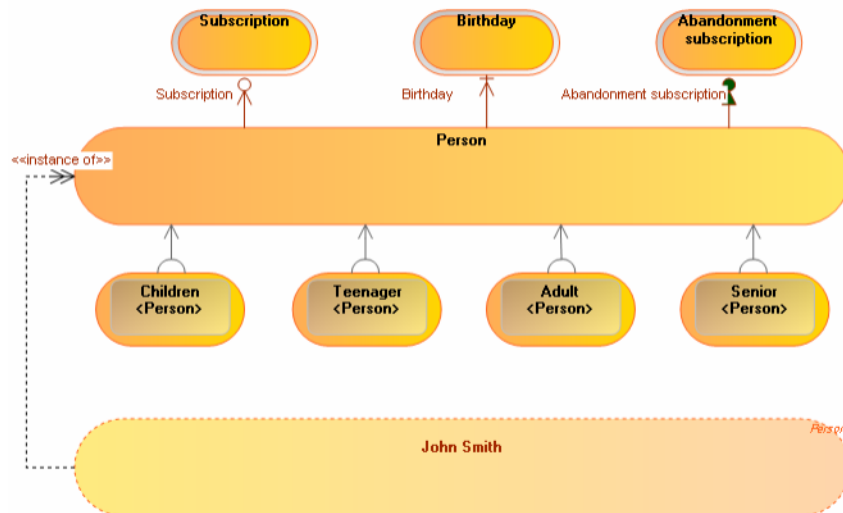 Subscription
Birthday
Abandonment
subscription
Subscription
Birthday
Abandonment subscription
Person
<<instance of>>
Children
<Person>
Teenager
<Person>
Adult
<Person>
Senior
<Person>
Person
John Smith